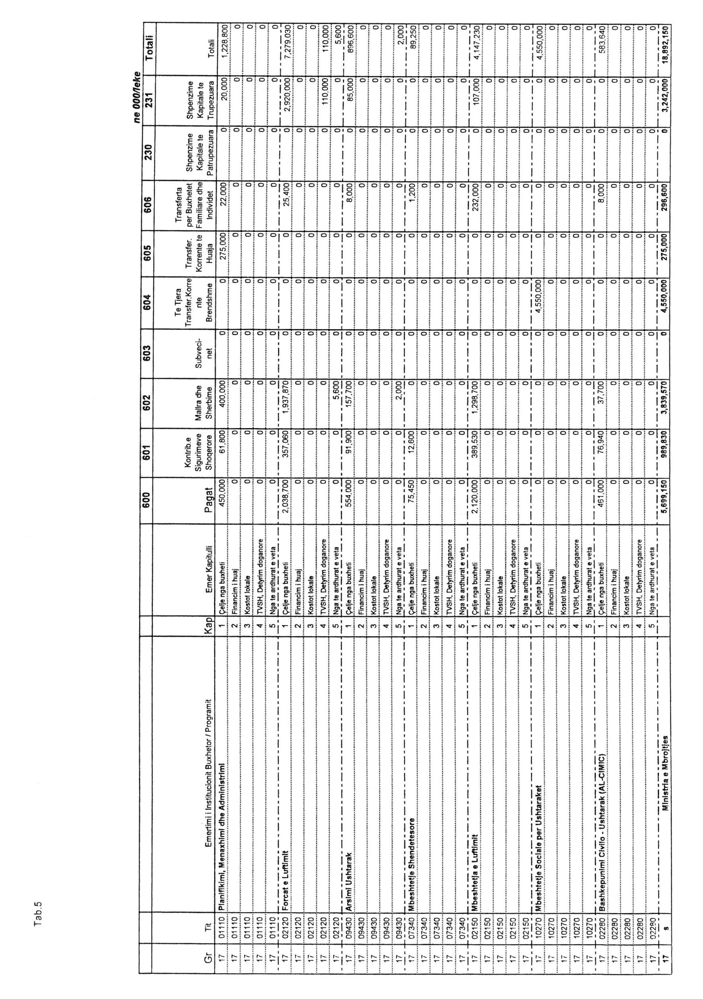 Tab.5
ne 000/leke
600 601 602 603 604 605 606 230 231 Totali
Gr Tit Emertimi i Institucionit Buxhetor / Programit Kap Emer Kapitulli Pagat Kontrib.e Sigurimeve Shoqerore Mallra dhe Sherbime Subveci-net Te Tjera Transfer.Korrente Brendshme Transfer. Korrente te Huaja Transferta per Buxhetet Familiare dhe Individet Shpenzime Kapitale te Patrupezuara Shpenzime Kapitale te Trupezuara Totali
17 01110 Planifikimi, Menaxhimi dhe Administrimi 1 Çelje nga buxheti 450,000 61,800 400,000 0 0 275,000 22,000 0 20,000 1,228,800
17 01110 2 Financim i huaj 0 0 0 0 0 0 0 0 0 0
17 01110 3 Kostot lokale 0 0 0 0 0 0 0 0 0 0
17 01110 4 TVSH, Detyrim doganore 0 0 0 0 0 0 0 0 0 0
17 01110 5 Nga te ardhurat e veta 0 0 0 0 0 0 0 0 0 0
17 02120 Forcat e Luftimit 1 Çelje nga buxheti 2,038,700 357,060 1,937,870 0 0 0 25,400 0 2,920,000 7,279,030
17 02120 2 Financim i huaj 0 0 0 0 0 0 0 0 0 0
17 02120 3 Kostot lokale 0 0 0 0 0 0 0 0 0 0
17 02120 4 TVSH, Detyrim doganore 0 0 0 0 0 0 0 0 110,000 110,000
17 02120 5 Nga te ardhurat e veta 0 0 5,600 0 0 0 0 0 0 5,600
17 09430 Arsimi Ushtarak 1 Çelje nga buxheti 554,000 91,900 157,700 0 0 0 8,000 0 85,000 896,600
17 09430 2 Financim i huaj 0 0 0 0 0 0 0 0 0 0
17 09430 3 Kostot lokale 0 0 0 0 0 0 0 0 0 0
17 09430 4 TVSH, Detyrim doganore 0 0 0 0 0 0 0 0 0 0
17 09430 5 Nga te ardhurat e veta 0 0 2,000 0 0 0 0 0 0 2,000
17 07340 Mbeshtetje Shendetesore 1 Çelje nga buxheti 75,450 12,600 0 0 0 0 1,200 0 0 89,250
17 07340 2 Financim i huaj 0 0 0 0 0 0 0 0 0 0
17 07340 3 Kostot lokale 0 0 0 0 0 0 0 0 0 0
17 07340 4 TVSH, Detyrim doganore 0 0 0 0 0 0 0 0 0 0
17 07340 5 Nga te ardhurat e veta 0 0 0 0 0 0 0 0 0 0
17 02150 Mbeshtetja e Luftimit 1 Çelje nga buxheti 2,120,000 389,530 1,298,700 0 0 0 232,000 0 107,000 4,147,230
17 02150 2 Financim i huaj 0 0 0 0 0 0 0 0 0 0
17 02150 3 Kostot lokale 0 0 0 0 0 0 0 0 0 0
17 02150 4 TVSH, Detyrim doganore 0 0 0 0 0 0 0 0 0 0
17 02150 5 Nga te ardhurat e veta 0 0 0 0 0 0 0 0 0 0
17 10270 Mbeshtetje Sociale per Ushtaraket 1 Çelje nga buxheti 0 0 0 0 4,550,000 0 0 0 0 4,550,000
17 10270 2 Financim i huaj 0 0 0 0 0 0 0 0 0 0
17 10270 3 Kostot lokale 0 0 0 0 0 0 0 0 0 0
17 10270 4 TVSH, Detyrim doganore 0 0 0 0 0 0 0 0 0 0
17 10270 5 Nga te ardhurat e veta 0 0 0 0 0 0 0 0 0 0
17 02280 Bashkepunimi Civilo - Ushtarak (AL-CIMIC) 1 Çelje nga buxheti 461,000 76,940 37,700 0 0 0 8,000 0 0 583,640
17 02280 2 Financim i huaj 0 0 0 0 0 0 0 0 0 0
17 02280 3 Kostot lokale 0 0 0 0 0 0 0 0 0 0
17 02280 4 TVSH, Detyrim doganore 0 0 0 0 0 0 0 0 0 0
17 02280 5 Nga te ardhurat e veta 0 0 0 0 0 0 0 0 0 0
17 s Ministria e Mbrojtjes 5,699,150 989,830 3,839,570 0 4,550,000 275,000 296,600 0 3,242,000 18,892,150